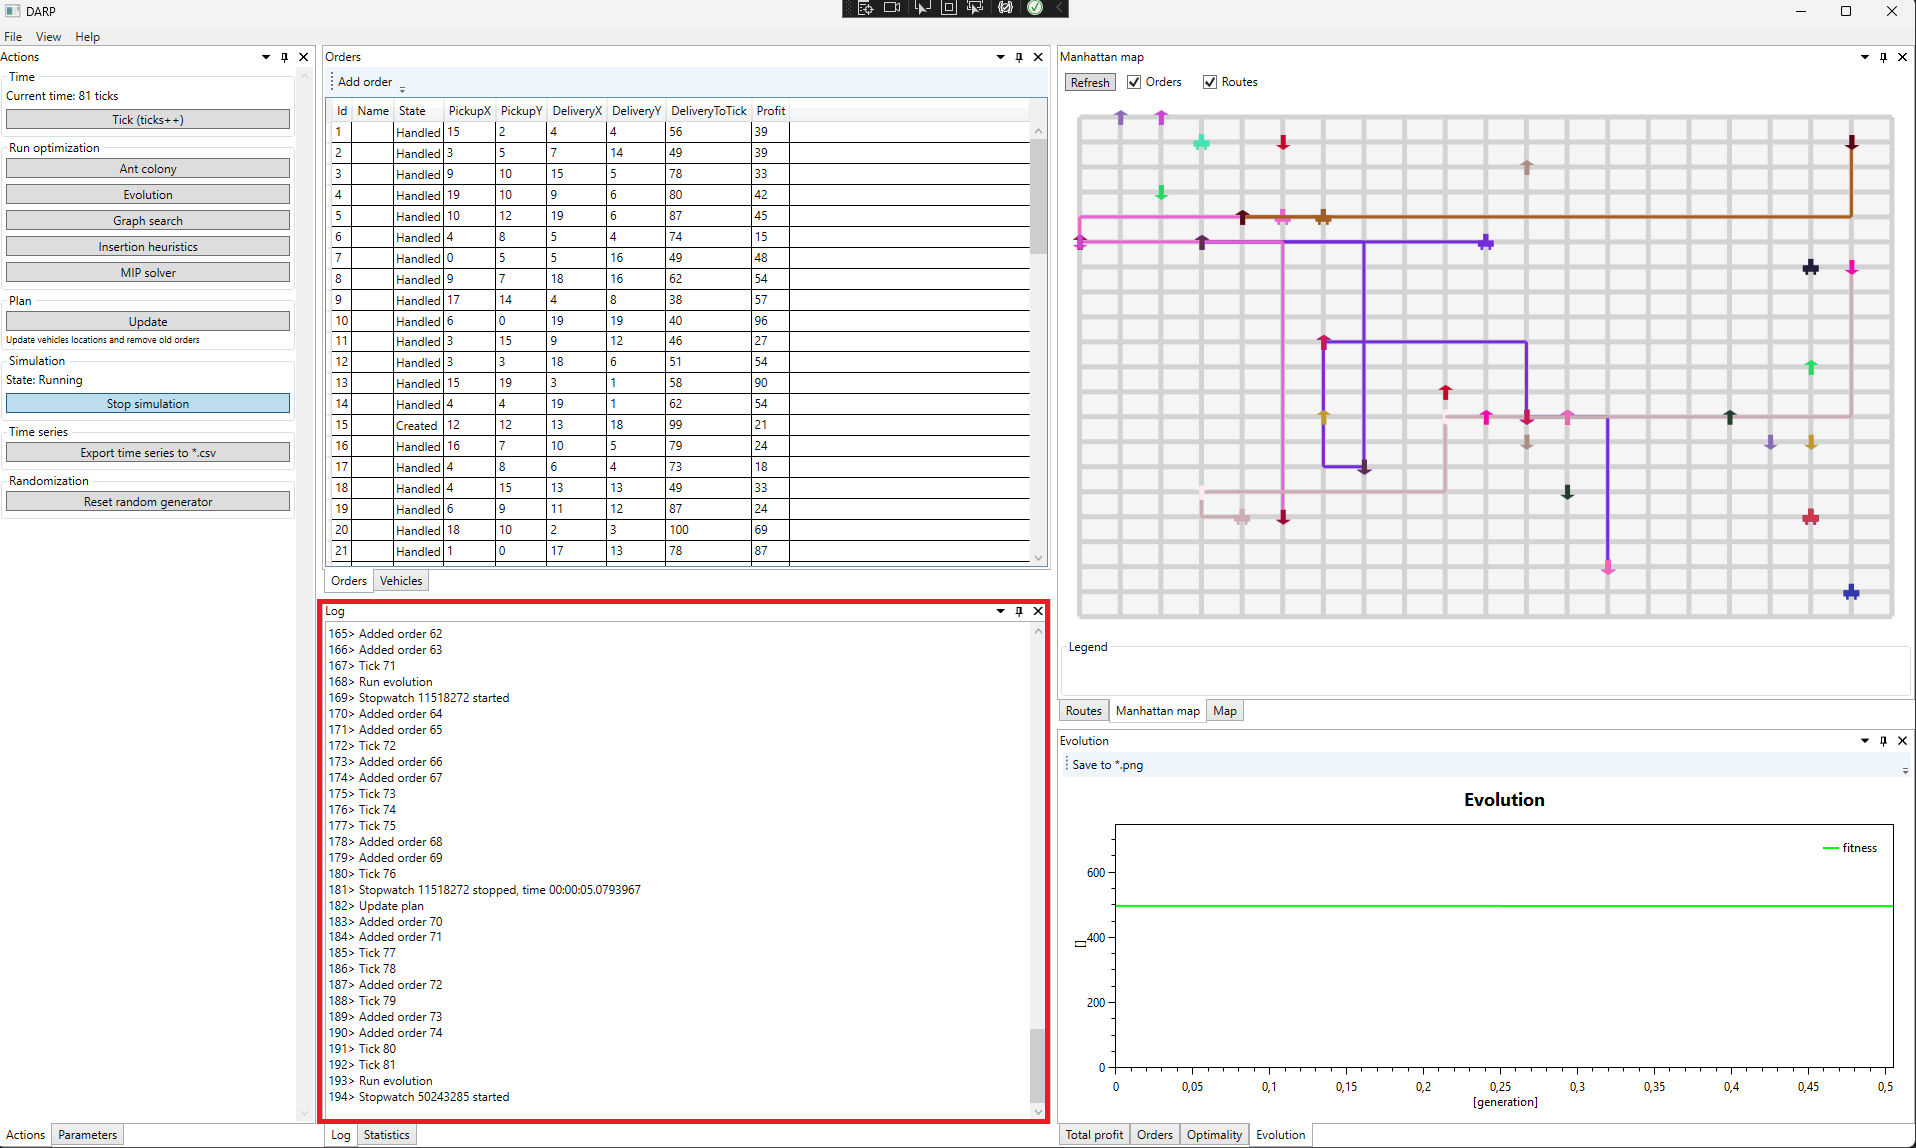 DARP
File View Help
Actions
Time
Current time: 81 ticks
Tick (ticks++)
Run optimization
Ant colony
Evolution
Graph search
Insertion heuristics
MIP solver
Plan
Update
Update vehicles locations and remove old orders
Simulation
State: Running
Stop simulation
Time series
Export time series to *.csv
Randomization
Reset random generator
Actions Parameters
Orders
Add order
Id Name State PickupX PickupY DeliveryX DeliveryY DeliveryToTick Profit
1 Handled 15 2 4 4 56 39
2 Handled 3 5 7 14 49 39
3 Handled 9 10 15 5 78 33
4 Handled 19 10 9 6 80 42
5 Handled 10 12 19 6 87 45
6 Handled 4 8 5 4 74 15
7 Handled 0 5 5 16 49 48
8 Handled 9 7 18 16 62 54
9 Handled 17 14 4 8 38 57
10 Handled 6 0 19 19 40 96
11 Handled 3 15 9 12 46 27
12 Handled 3 3 18 6 51 54
13 Handled 15 19 3 1 58 90
14 Handled 4 4 19 1 62 54
15 Created 12 12 13 18 99 21
16 Handled 16 7 10 5 79 24
17 Handled 4 8 6 4 73 18
18 Handled 4 15 13 13 49 33
19 Handled 6 9 11 12 87 24
20 Handled 18 10 2 3 100 69
21 Handled 1 0 17 13 78 87
Orders Vehicles
Log
165> Added order 62
166> Added order 63
167> Tick 71
168> Run evolution
169> Stopwatch 11518272 started
170> Added order 64
171> Added order 65
172> Tick 72
173> Added order 66
174> Added order 67
175> Tick 73
176> Tick 74
177> Tick 75
178> Added order 68
179> Added order 69
180> Tick 76
181> Stopwatch 11518272 stopped, time 00:00:05.0793967
182> Update plan
183> Added order 70
184> Added order 71
185> Tick 77
186> Tick 78
187> Added order 72
188> Tick 79
189> Added order 73
190> Added order 74
191> Tick 80
192> Tick 81
193> Run evolution
194> Stopwatch 50243285 started
Log Statistics
Manhattan map
Refresh Orders Routes
Legend
Routes Manhattan map Map
Evolution
Save to *.png
Evolution
fitness
600
400
200
0
[]
0 0,05 0,1 0,15 0,2 0,25 0,3 0,35 0,4 0,45 0,5
[generation]
Total profit Orders Optimality Evolution